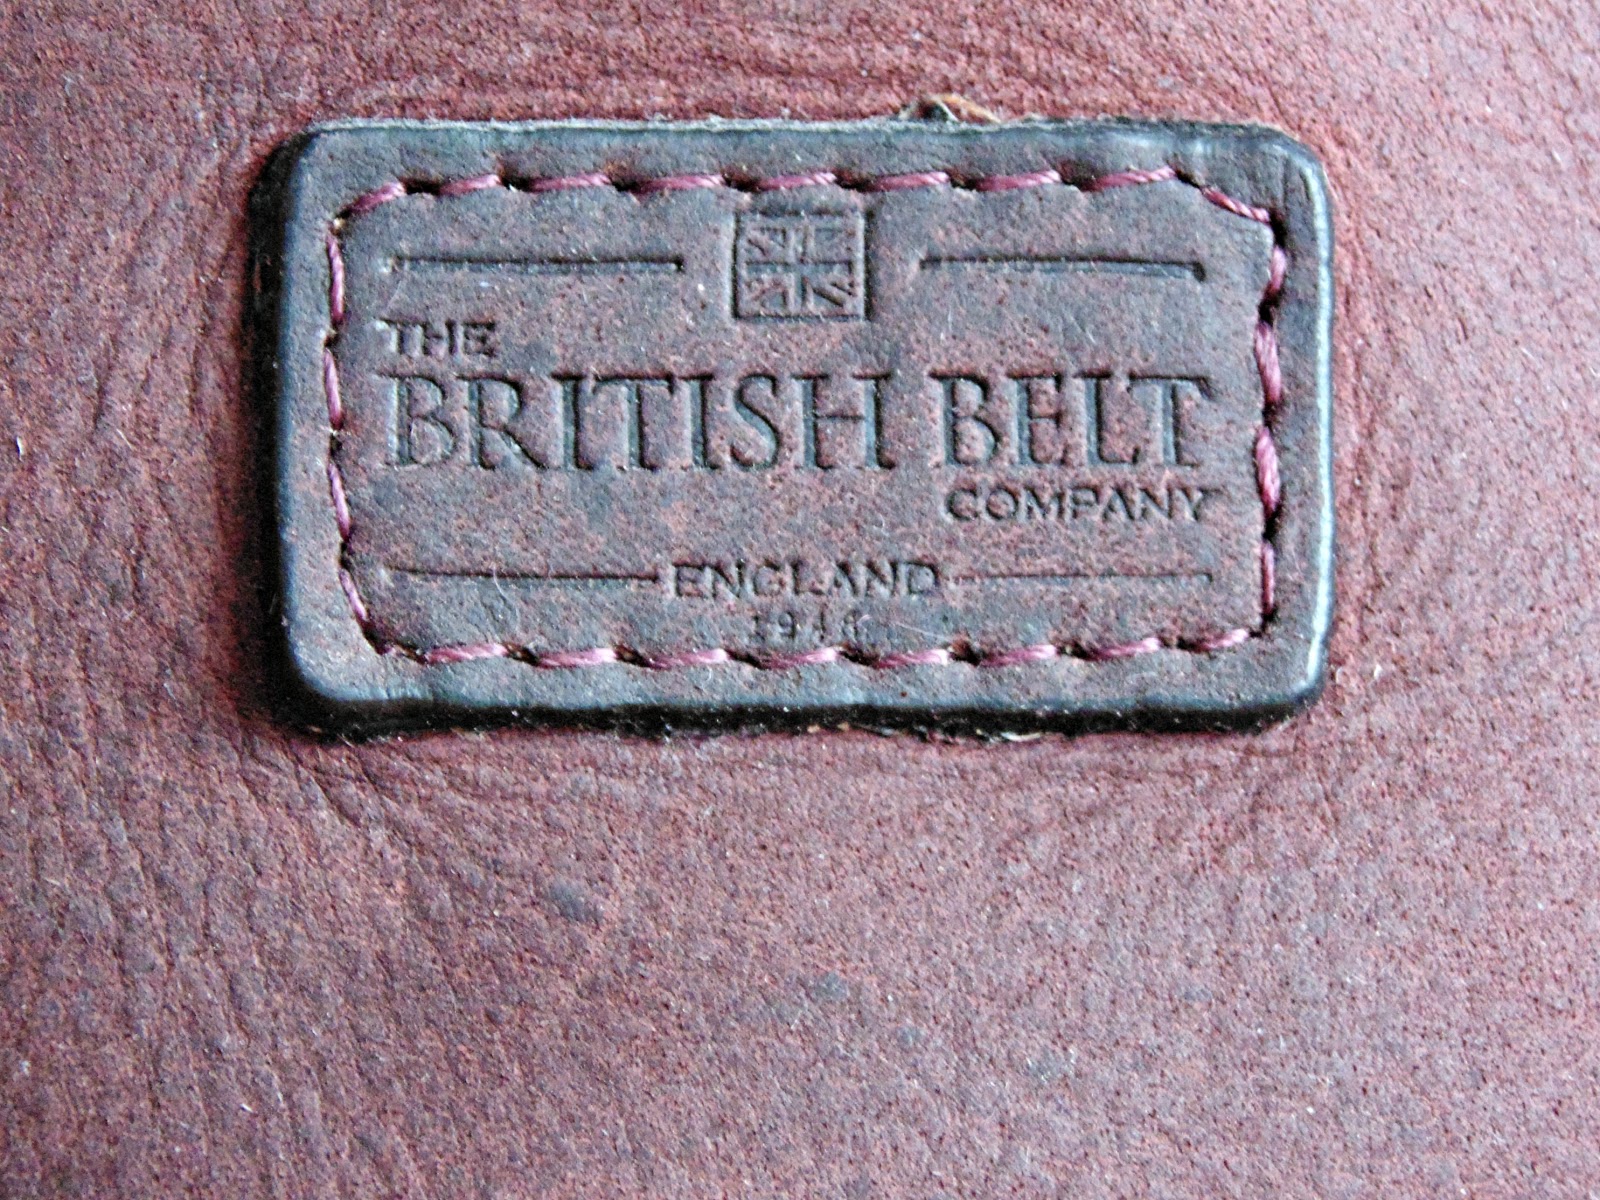 THE
BRITISH BELT
COMPANY
ENGLAND